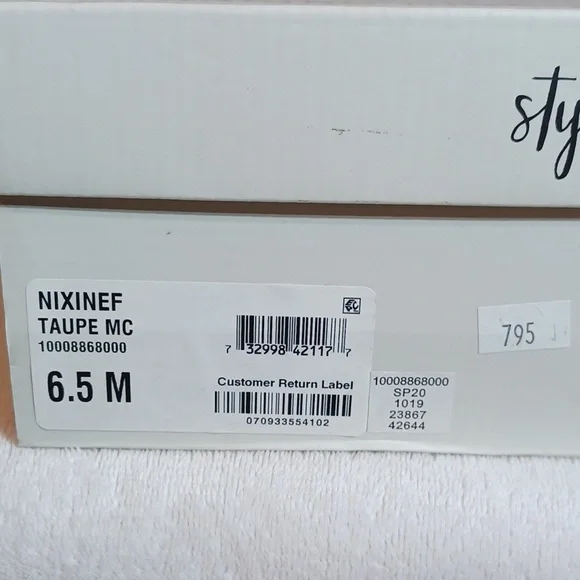 sty
NIXINEF
TAUPE MC
10008868000
6.5 M
7 32998 42117 7
Customer Return Label
070933554102
10008868000
SP20
1019
23867
42644
795